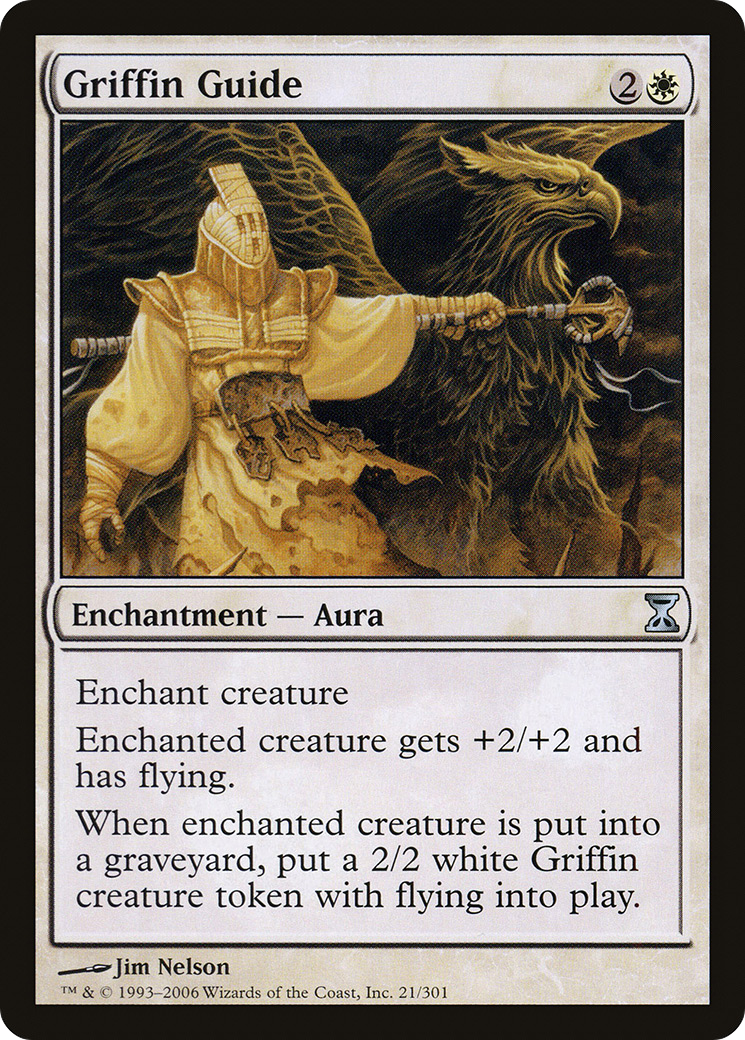 Griffin Guide 2
Enchantment — Aura
Enchant creature
Enchanted creature gets +2/+2 and
has flying.
When enchanted creature is put into
a graveyard, put a 2/2 white Griffin
creature token with flying into play.
Jim Nelson
™ & © 1993–2006 Wizards of the Coast, Inc. 21/301